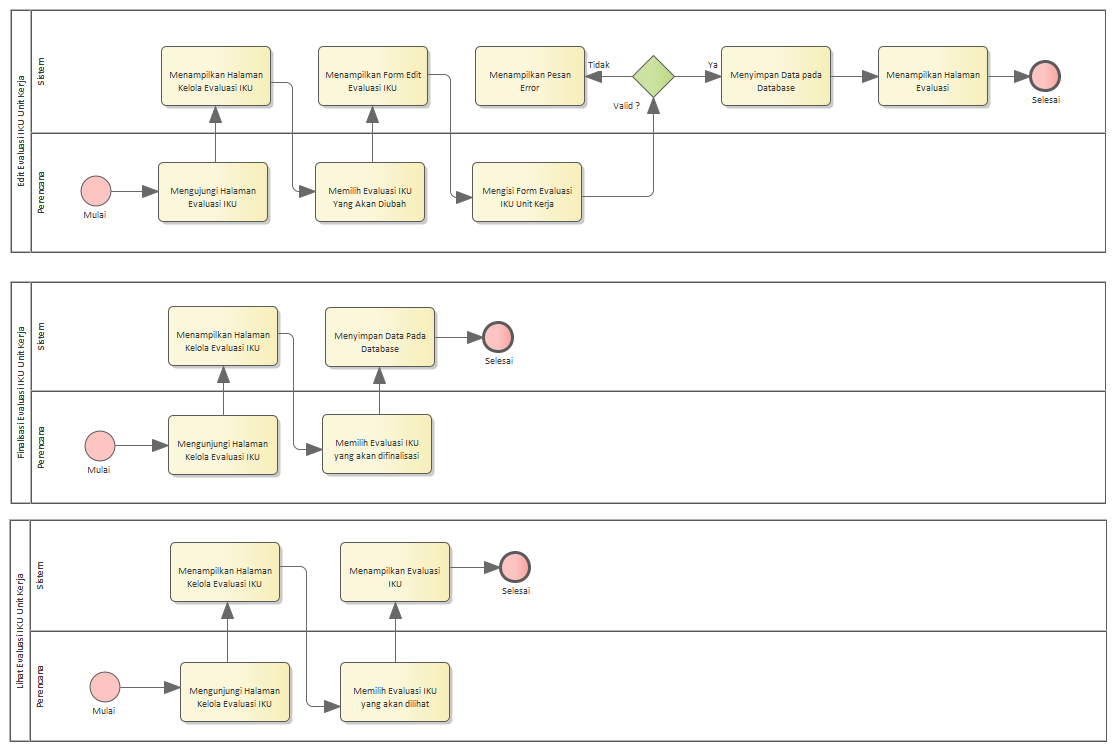 Edit Evaluasi IKU Unit Kerja
Sistem
Menampilkan Halaman
Kelola Evaluasi IKU
Menampilkan Form Edit
Evaluasi IKU
Menampilkan Pesan
Error
Tidak
Valid ?
Ya
Menyimpan Data pada
Database
Menampilkan Halaman
Evaluasi
Selesai
Perencana
Mulai
Mengujungi Halaman
Evaluasi IKU
Memilih Evaluasi IKU
Yang Akan Diubah
Mengisi Form Evaluasi
IKU Unit Kerja
Finalisasi Evaluasi IKU Unit Kerja
Sistem
Menampilkan Halaman
Kelola Evaluasi IKU
Menyimpan Data Pada
Database
Selesai
Perencana
Mulai
Mengunjungi Halaman
Kelola Evaluasi IKU
Memilih Evaluasi IKU
yang akan difinalisasi
Lihat Evaluasi IKU Unit Kerja
Sistem
Menampilkan Halaman
Kelola Evaluasi IKU
Menampilkan Evaluasi
IKU
Selesai
Perencana
Mulai
Mengunjungi Halaman
Kelola Evaluasi IKU
Memilih Evaluasi IKU
yang akan dilihat